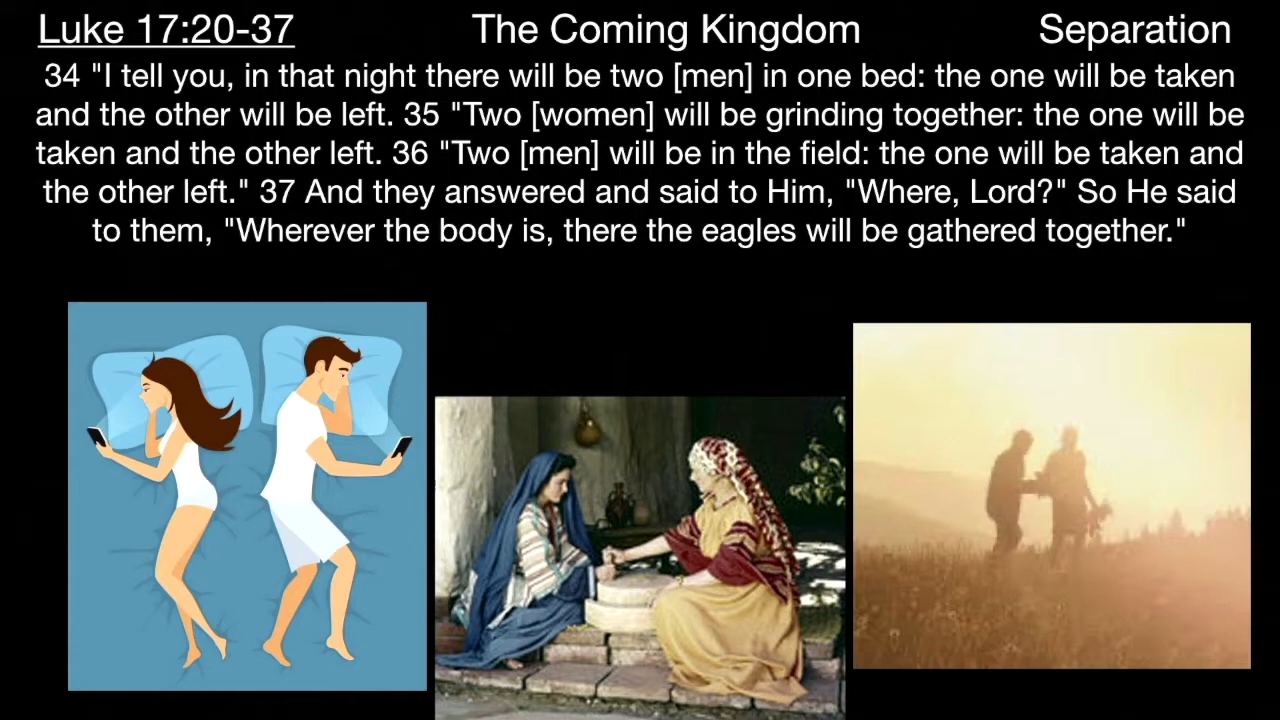 Luke 17:20-37 The Coming Kingdom Separation
34 "I tell you, in that night there will be two [men] in one bed: the one will be taken
and the other will be left. 35 "Two [women] will be grinding together: the one will be
taken and the other left. 36 "Two [men] will be in the field: the one will be taken and
the other left." 37 And they answered and said to Him, "Where, Lord?" So He said
to them, "Wherever the body is, there the eagles will be gathered together."